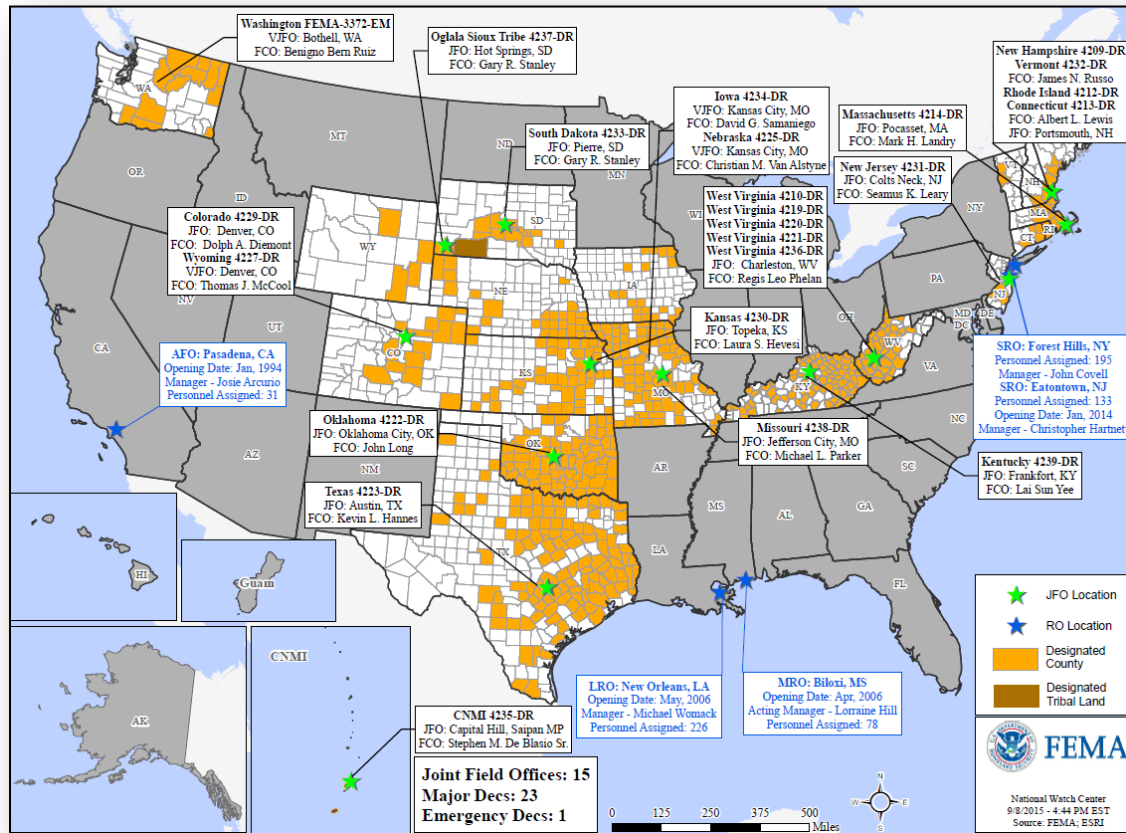 Washington FEMA-3372-EM
VJFO: Bothell, WA
FCO: Benigno Bern Ruiz
Oglala Sioux Tribe 4237-DR
JFO: Hot Springs, SD
FCO: Gary R. Stanley
South Dakota 4233-DR
JFO: Pierre, SD
FCO: Gary R. Stanley
Iowa 4234-DR
VJFO: Kansas City, MO
FCO: David G. Samaniego
Nebraska 4225-DR
VJFO: Kansas City, MO
FCO: Christian M. Van Alstyne
New Hampshire 4209-DR
Vermont 4232-DR
FCO: James N. Russo
Rhode Island 4212-DR
Connecticut 4213-DR
FCO: Albert L. Lewis
JFO: Portsmouth, NH
Massachusetts 4214-DR
JFO: Pocasset, MA
FCO: Mark H. Landry
New Jersey 4231-DR
JFO: Colts Neck, NJ
FCO: Seamus K. Leary
West Virginia 4210-DR
West Virginia 4219-DR
West Virginia 4220-DR
West Virginia 4221-DR
West Virginia 4236-DR
JFO: Charleston, WV
FCO: Regis Leo Phelan
Colorado 4229-DR
JFO: Denver, CO
FCO: Dolph A. Diemont
Wyoming 4227-DR
VJFO: Denver, CO
FCO: Thomas J. McCool
Kansas 4230-DR
JFO: Topeka, KS
FCO: Laura S. Hevesi
AFO: Pasadena, CA
Opening Date: Jan, 1994
Manager - Josie Arcurio
Personnel Assigned: 31
SRO: Forest Hills, NY
Personnel Assigned: 195
Manager - John Covell
SRO: Eatontown, NJ
Personnel Assigned: 133
Opening Date: Jan, 2014
Manager - Christopher Hartnett
Oklahoma 4222-DR
JFO: Oklahoma City, OK
FCO: John Long
Missouri 4238-DR
JFO: Jefferson City, MO
FCO: Michael L. Parker
Kentucky 4239-DR
JFO: Frankfort, KY
FCO: Lai Sun Yee
Texas 4223-DR
JFO: Austin, TX
FCO: Kevin L. Hannes
LRO: New Orleans, LA
Opening Date: May, 2006
Manager - Michael Womack
Personnel Assigned: 226
MRO: Biloxi, MS
Opening Date: Apr, 2006
Acting Manager - Lorraine Hill
Personnel Assigned: 78
CNMI 4235-DR
JFO: Capital Hill, Saipan MP
FCO: Stephen M. De Blasio Sr.
WA
MT
ND
MN
OR
ID
WY
SD
WI
NY
VT
NH
MA
RI
CT
NJ
PA
NV
UT
CO
NE
IA
OH
MD
DE
DC
CA
KS
MO
KY
WV
VA
AZ
NM
OK
AR
NC
SC
TX
LA
MS
AL
GA
FL
HI
Guam
AK
CNMI
Joint Field Offices: 15
Major Decs: 23
Emergency Decs: 1
0 125 250 500
Miles
N
W E
S
JFO Location
RO Location
Designated
County
Designated
Tribal Land
FEMA
National Watch Center
9/8/2015 - 4:44 PM EST
Source: FEMA; ESRI